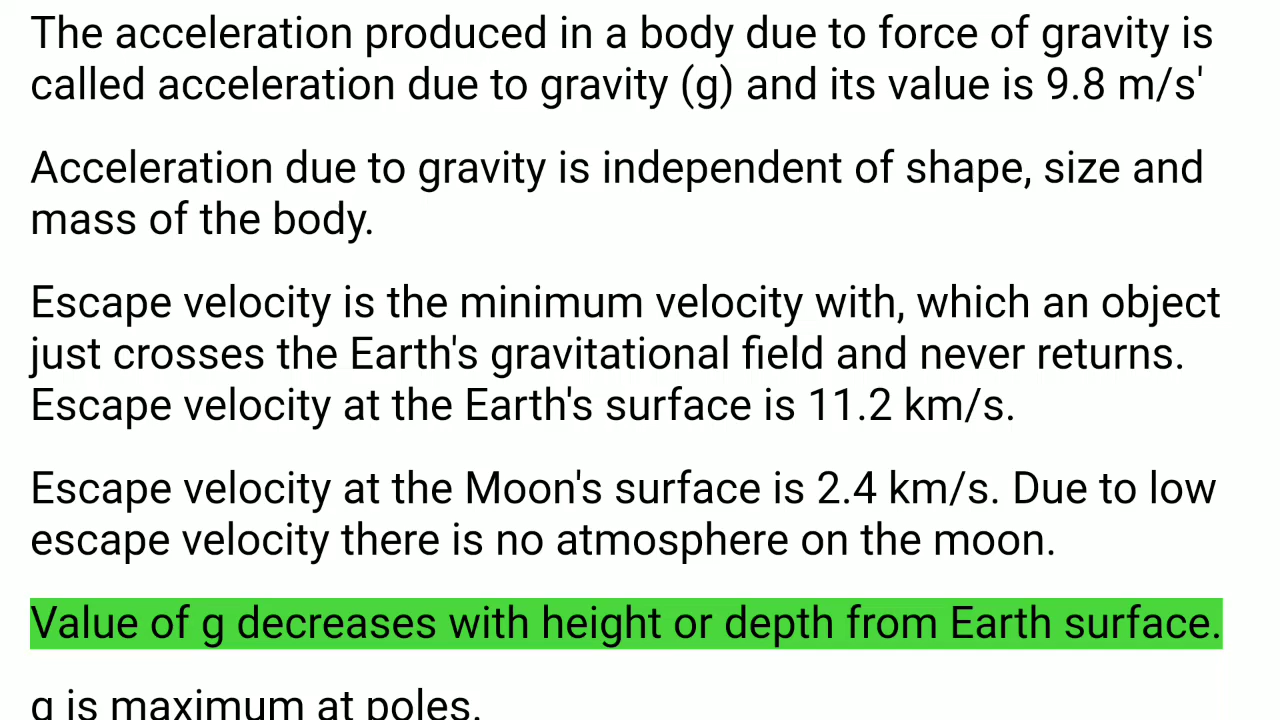 The acceleration produced in a body due to force of gravity is
called acceleration due to gravity (g) and its value is 9.8 m/s'
Acceleration due to gravity is independent of shape, size and
mass of the body.
Escape velocity is the minimum velocity with, which an object
just crosses the Earth's gravitational field and never returns.
Escape velocity at the Earth's surface is 11.2 km/s.
Escape velocity at the Moon's surface is 2.4 km/s. Due to low
escape velocity there is no atmosphere on the moon.
Value of g decreases with height or depth from Earth surface.
g is maximum at poles.